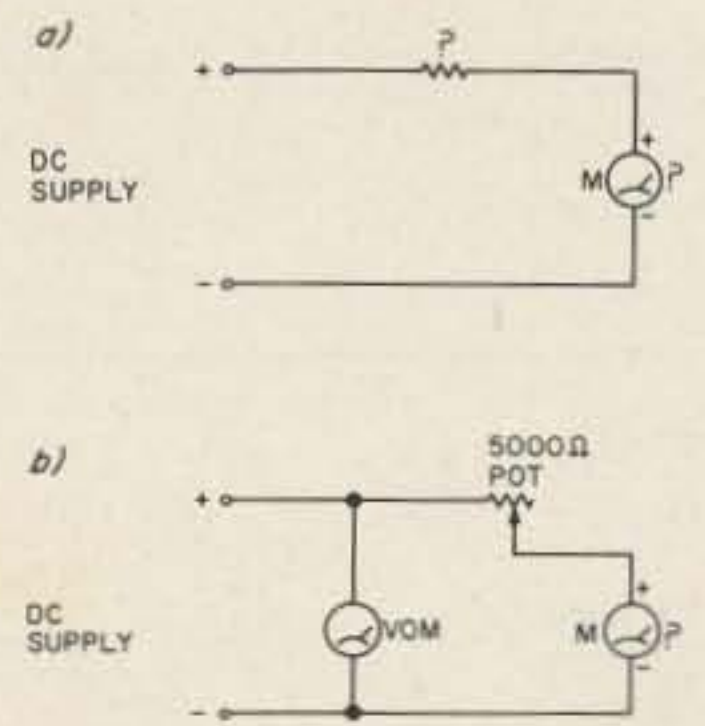 a)
?
+
DC
SUPPLY
+
M ?
-
-
b)
5000Ω
POT
+
DC
SUPPLY
VOM
+
M ?
-
-